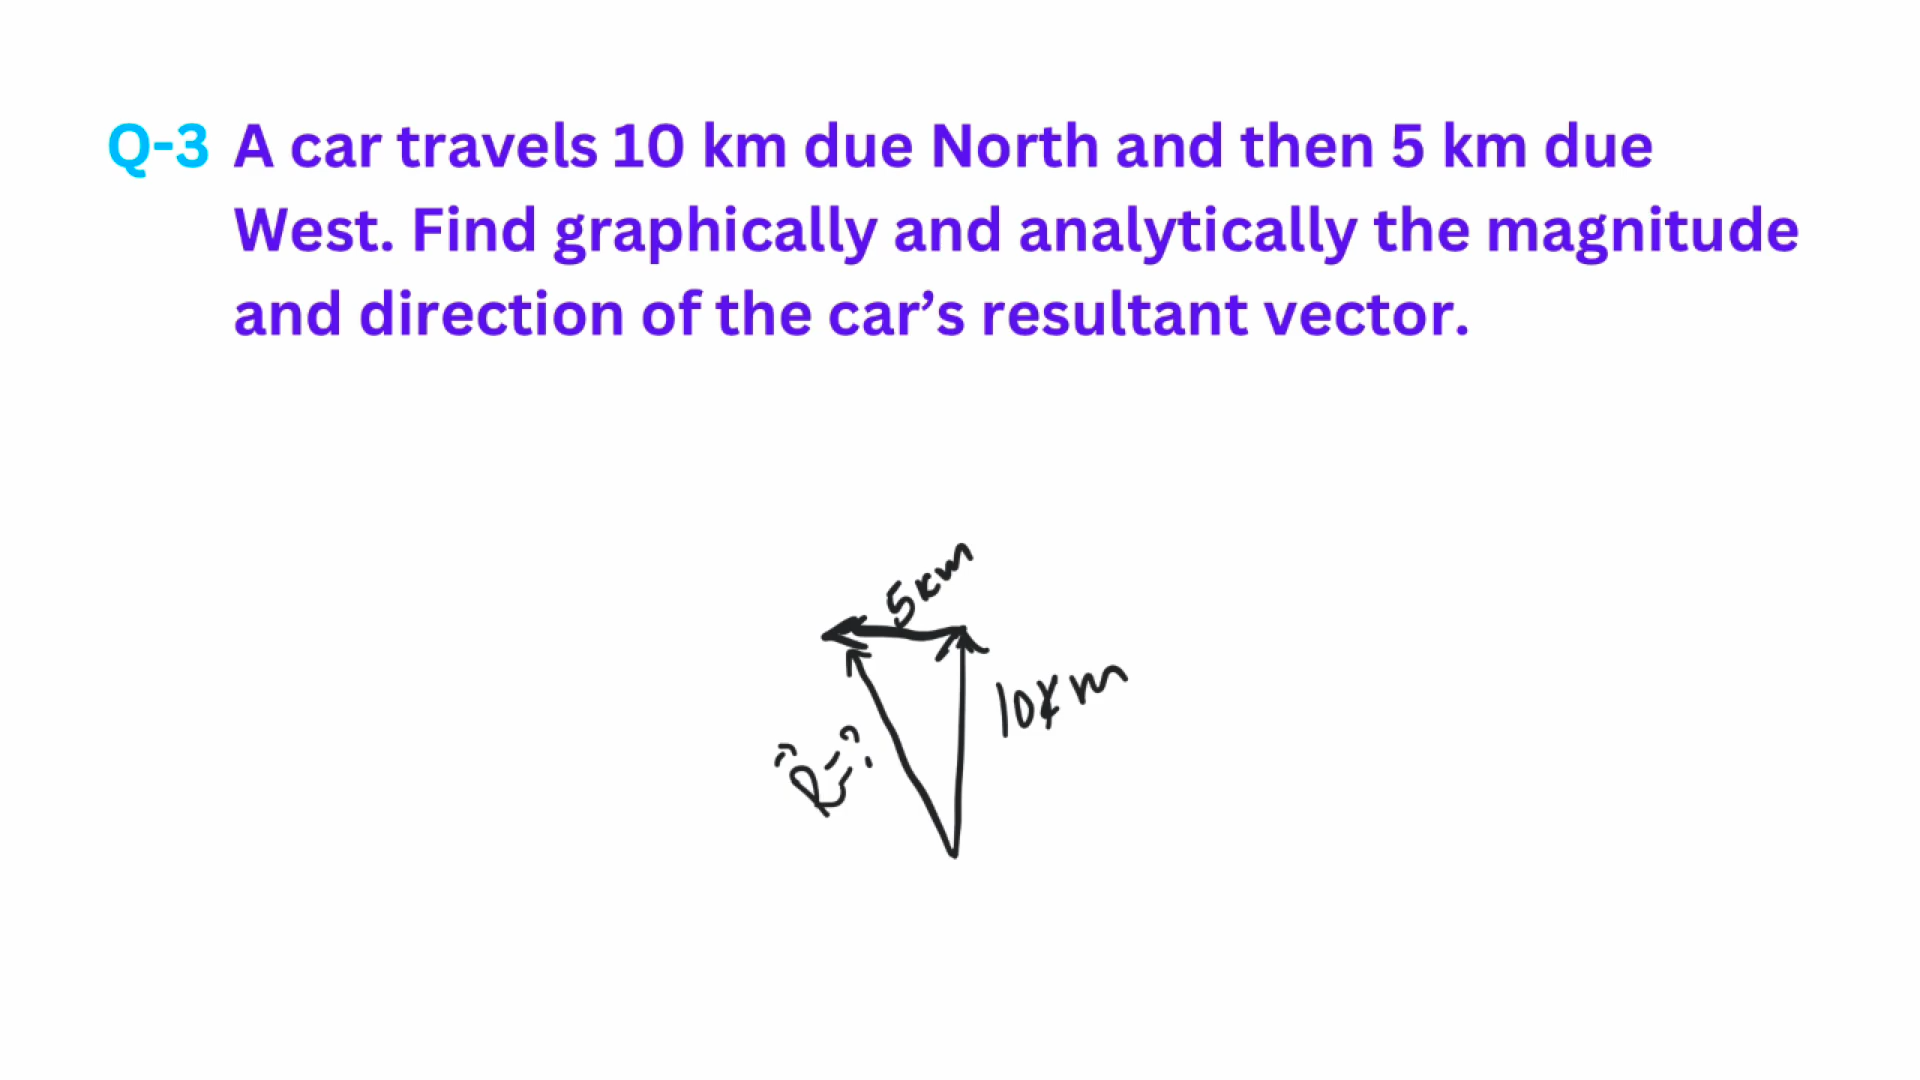 Q-3 A car travels 10 km due North and then 5 km due
West. Find graphically and analytically the magnitude
and direction of the car’s resultant vector.
5km
10km
"R=?